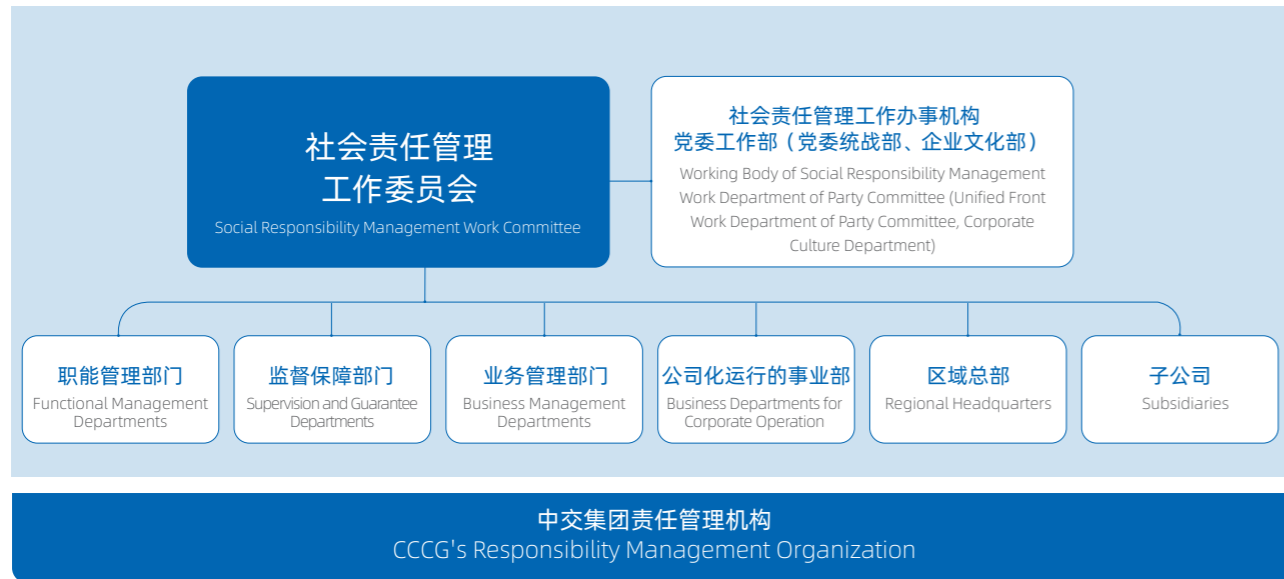 社会责任管理
工作委员会
Social Responsibility Management Work Committee
社会责任管理工作办事机构
党委工作部（党委统战部、企业文化部）
Working Body of Social Responsibility Management
Work Department of Party Committee (Unified Front
Work Department of Party Committee, Corporate
Culture Department)
职能管理部门
Functional Management
Departments
监督保障部门
Supervision and Guarantee
Departments
业务管理部门
Business Management
Departments
公司化运行的事业部
Business Departments for
Corporate Operation
区域总部
Regional Headquarters
子公司
Subsidiaries
中交集团责任管理机构
CCCG's Responsibility Management Organization